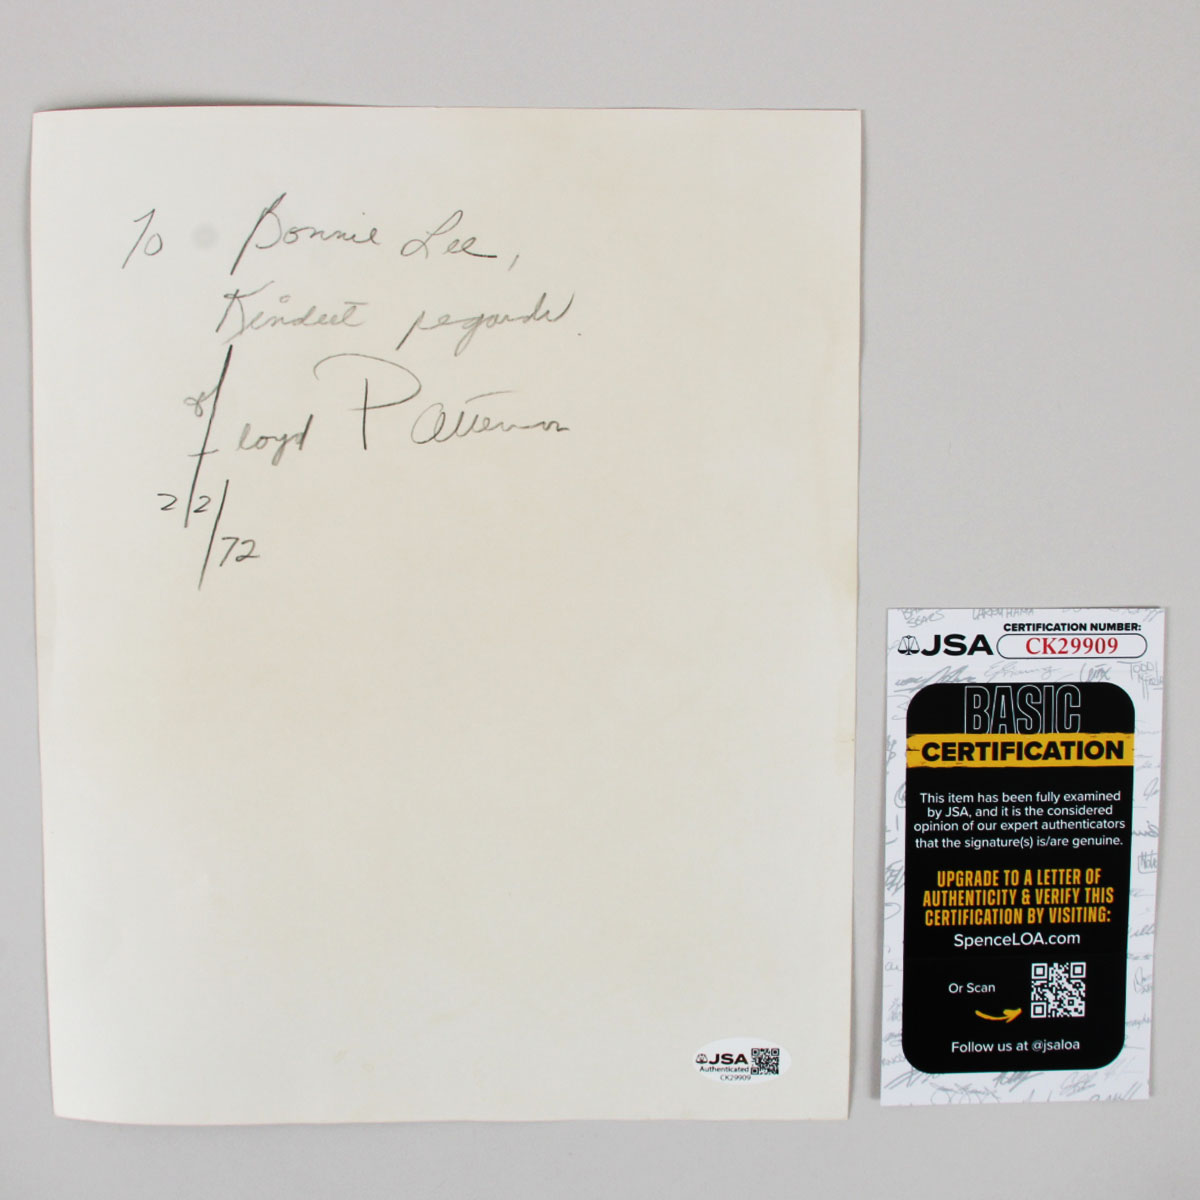 To Bonnie Lee,
Kindest regards.
Floyd Patterson
2/2/72
JSA
Authenticated
CK29909
CERTIFICATION NUMBER:
JSA CK29909
BASIC
CERTIFICATION
This item has been fully examined
by JSA, and it is the considered
opinion of our expert authenticators
that the signature(s) is/are genuine.
UPGRADE TO A LETTER OF
AUTHENTICITY & VERIFY THIS
CERTIFICATION BY VISITING:
SpenceLOA.com
Or Scan
Follow us at @jsaloa